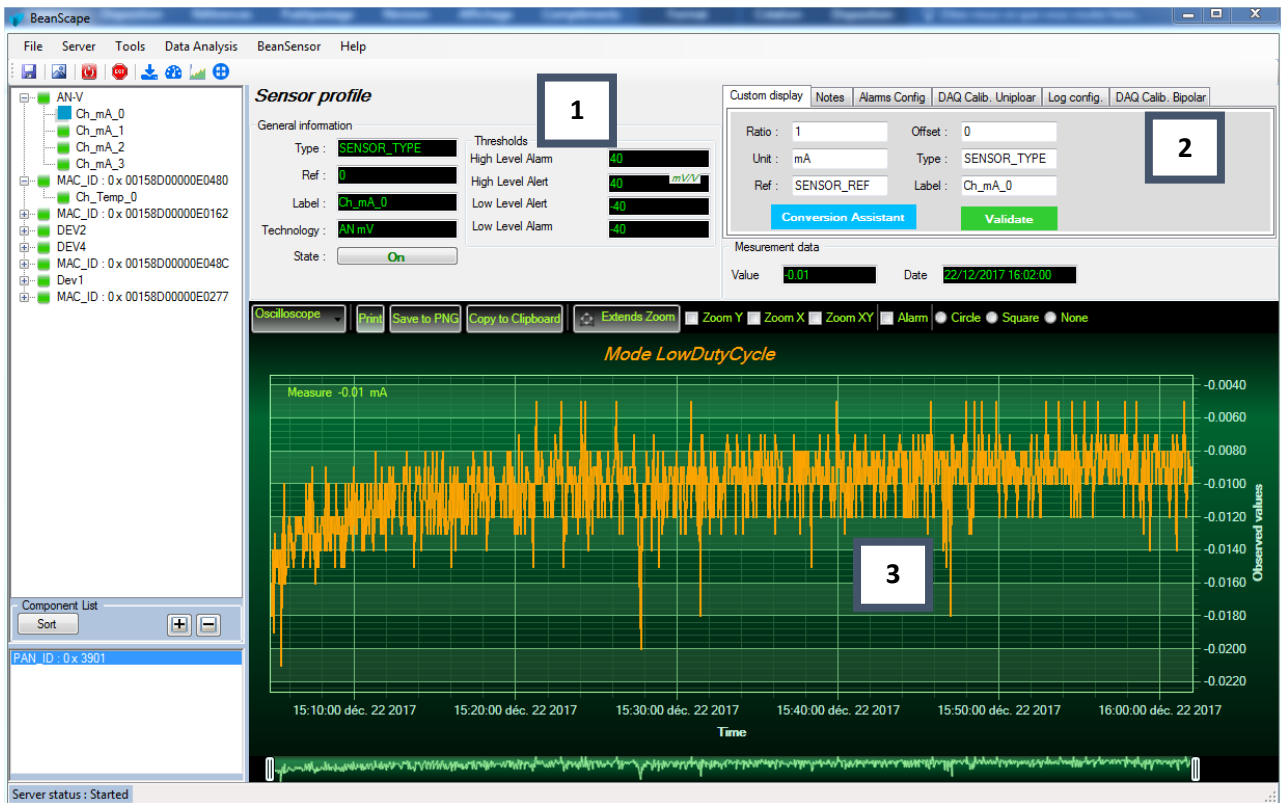 BeanScape
File Server Tools Data Analysis BeanSensor Help
EXIT
AN-V
Ch_mA_0
Ch_mA_1
Ch_mA_2
Ch_mA_3
MAC_ID : 0 x 00158D00000E0480
Ch_Temp_0
MAC_ID : 0 x 00158D00000E0162
DEV2
DEV4
MAC_ID : 0 x 00158D00000E048C
Dev1
MAC_ID : 0 x 00158D00000E0277
Component List
Sort
PAN_ID : 0 x 3901
Sensor profile
1
General information
Type : SENSOR_TYPE
Ref : 0
Label : Ch_mA_0
Technology : AN mV
State : On
Thresholds
High Level Alarm 40
High Level Alert 40 mV/V
Low Level Alert -40
Low Level Alarm -40
Custom display Notes Alarms Config DAQ Calib. Uniploar Log config. DAQ Calib. Bipolar
2
Ratio : 1 Offset : 0
Unit : mA Type : SENSOR_TYPE
Ref : SENSOR_REF Label : Ch_mA_0
Conversion Assistant Validate
Mesurement data
Value -0.01 Date 22/12/2017 16:02:00
Oscilloscope Print Save to PNG Copy to Clipboard Extends Zoom Zoom Y Zoom X Zoom XY Alarm Circle Square None
Mode LowDutyCycle
Measure -0.01 mA
-0.0040
-0.0060
-0.0080
-0.0100
-0.0120
-0.0140
-0.0160
-0.0180
-0.0200
-0.0220
Observed values
3
15:10:00 déc. 22 2017 15:20:00 déc. 22 2017 15:30:00 déc. 22 2017 15:40:00 déc. 22 2017 15:50:00 déc. 22 2017 16:00:00 déc. 22 2017
Time
Server status : Started